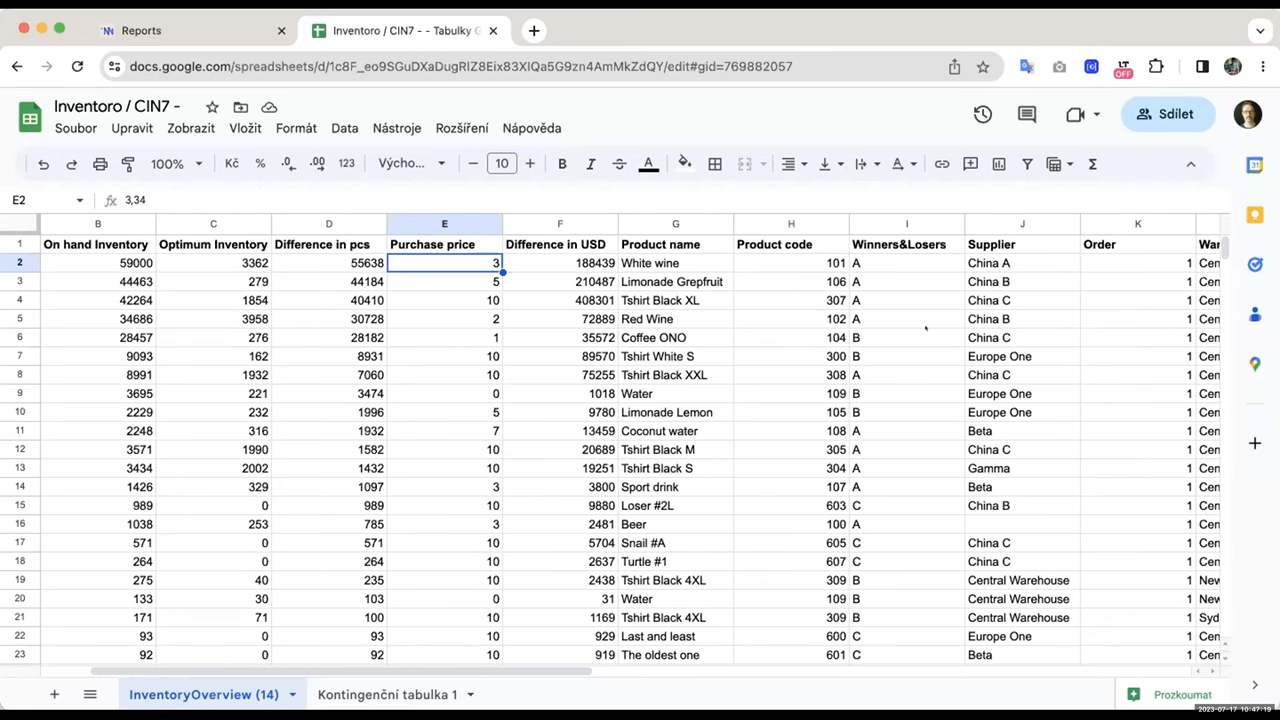 Reports
Inventoro / CIN7 - - Tabulky G
docs.google.com/spreadsheets/d/1c8F_eo9SGuDXaDugRIZ8Eix83XIQa5G9zn4AmMkZdQY/edit#gid=769882057
LT OFF
Inventoro / CIN7 -
Soubor Upravit Zobrazit Vložit Formát Data Nástroje Rozšíření Nápověda
Sdílet
100% Kč % .0 .00 123 Výcho... 10 B I A
E2 3,34
B C D E F G H I J K
1 On hand Inventory Optimum Inventory Difference in pcs Purchase price Difference in USD Product name Product code Winners&Losers Supplier Order War
2 59000 3362 55638 3 188439 White wine 101 A China A 1 Cen
3 44463 279 44184 5 210487 Limonade Grepfruit 106 A China B 1 Cen
4 42264 1854 40410 10 408301 Tshirt Black XL 307 A China C 1 Cen
5 34686 3958 30728 2 72889 Red Wine 102 A China B 1 Cen
6 28457 276 28182 1 35572 Coffee ONO 104 B China C 1 Cen
7 9093 162 8931 10 89570 Tshirt White S 300 B Europe One 1 Cen
8 8991 1932 7060 10 75255 Tshirt Black XXL 308 A China C 1 Cen
9 3695 221 3474 0 1018 Water 109 B Europe One 1 Cen
10 2229 232 1996 5 9780 Limonade Lemon 105 B Europe One 1 Cen
11 2248 316 1932 7 13459 Coconut water 108 A Beta 1 Cen
12 3571 1990 1582 10 20689 Tshirt Black M 305 A China C 1 Cen
13 3434 2002 1432 10 19251 Tshirt Black S 304 A Gamma 1 Cen
14 1426 329 1097 3 3800 Sport drink 107 A Beta 1 Cen
15 989 0 989 10 9880 Loser #2L 603 C China B 1 Cen
16 1038 253 785 3 2481 Beer 100 A 1 Cen
17 571 0 571 10 5704 Snail #A 605 C China C 1 Cen
18 264 0 264 10 2637 Turtle #1 607 C China C 1 Cen
19 275 40 235 10 2438 Tshirt Black 4XL 309 B Central Warehouse 1 New
20 133 30 103 0 31 Water 109 B Central Warehouse 1 New
21 171 71 100 10 1169 Tshirt Black 4XL 309 B Central Warehouse 1 Syd
22 93 0 93 10 929 Last and least 600 C Europe One 1 Cen
23 92 0 92 10 919 The oldest one 601 C Beta 1 Cen
InventoryOverview (14) Kontingenční tabulka 1 Prozkoumat
2023-07-17 10:47:19